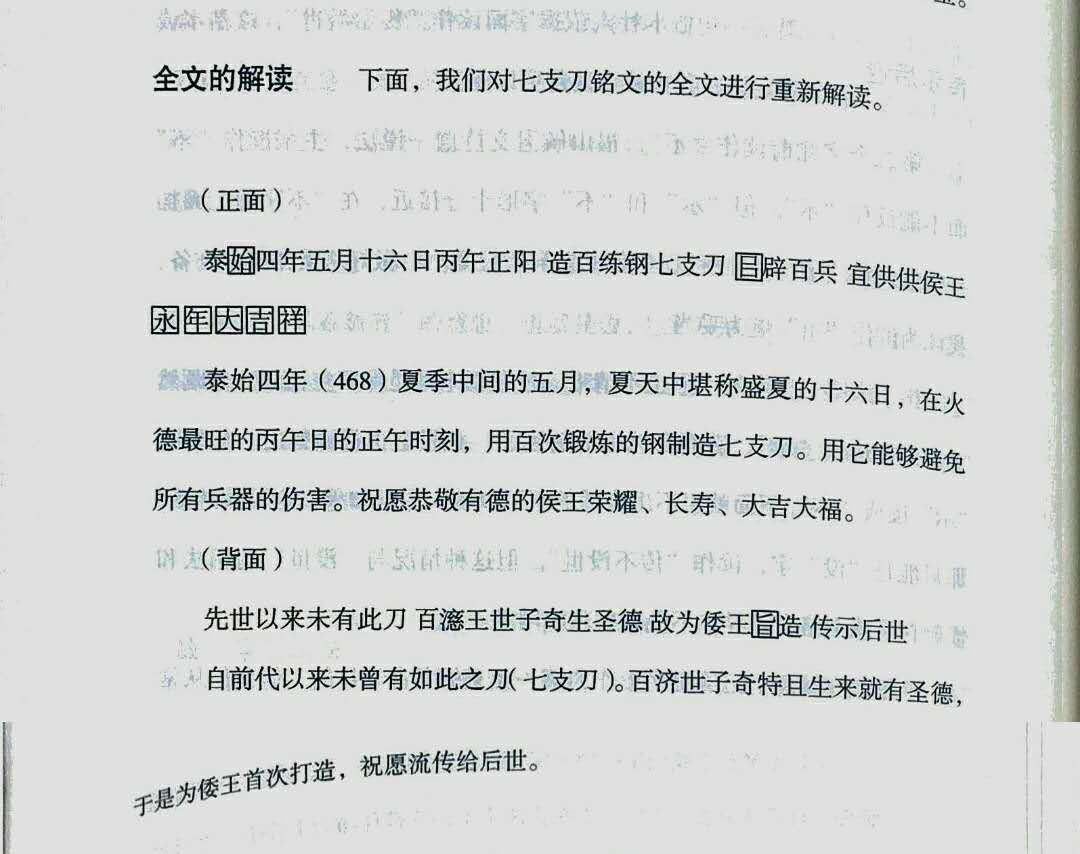 全文的解读 下面，我们对七支刀铭文的全文进行重新解读。
（正面）
泰始四年五月十六日丙午正阳 造百练钢七支刀 㠯辟百兵 宜供供侯王
永年大吉祥
泰始四年（468）夏季中间的五月，夏天中堪称盛夏的十六日，在火
德最旺的丙午日的正午时刻，用百次锻炼的钢制造七支刀。用它能够避免
所有兵器的伤害。祝愿恭敬有德的侯王荣耀、长寿、大吉大福。
（背面）
先世以来未有此刀 百滋王世子奇生圣德 故为倭王旨造 传示后世
自前代以来未曾有如此之刀（七支刀）。百济世子奇特且生来就有圣德，
于是为倭王首次打造，祝愿流传给后世。